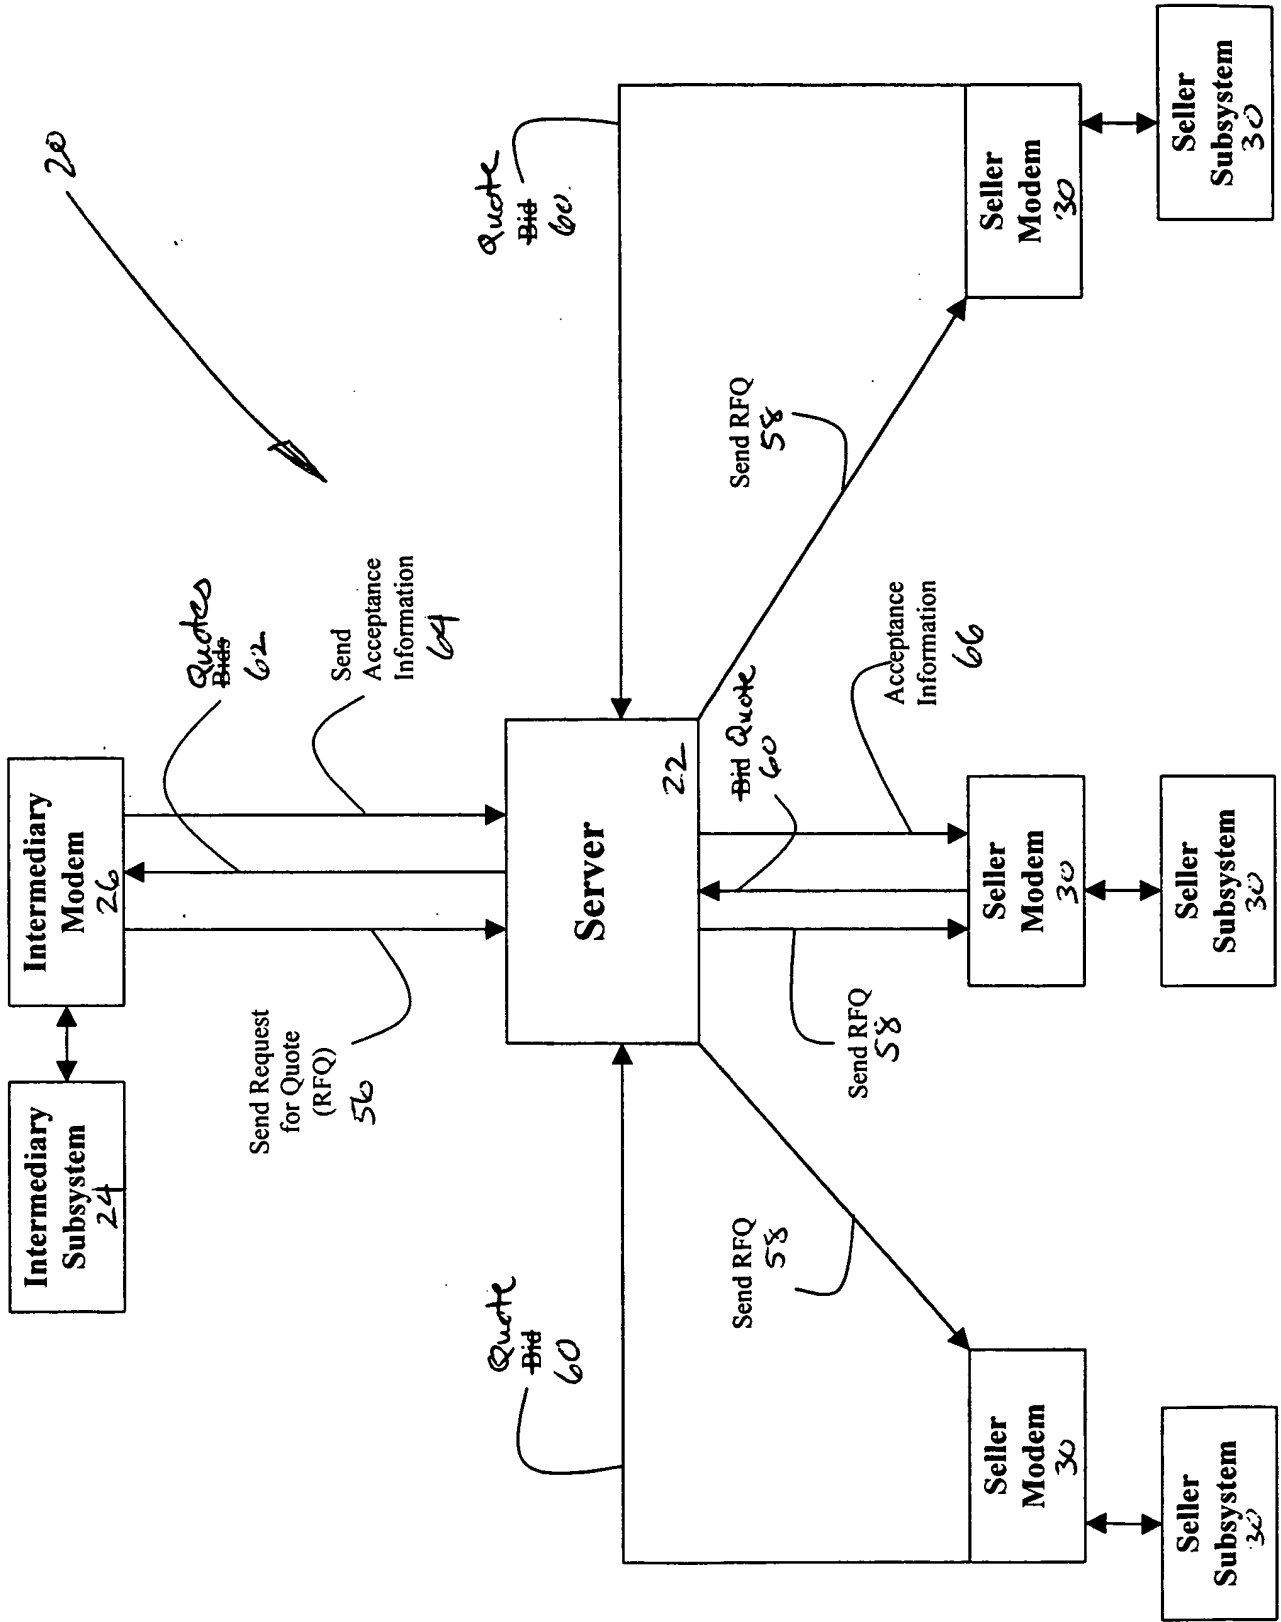 20
Intermediary
Subsystem
24
Intermediary
Modem
26
Send Request
for Quote
(RFQ)
56
Quotes
Bids
62
Send
Acceptance
Information
64
Quote
Bid
60
Server
22
Quote
Bid
60.
Send RFQ
58
Send RFQ
58
Bid Quote
60
Acceptance
Information
66
Send RFQ
58
Seller
Modem
30
Seller
Modem
30
Seller
Modem
30
Seller
Subsystem
30
Seller
Subsystem
30
Seller
Subsystem
30